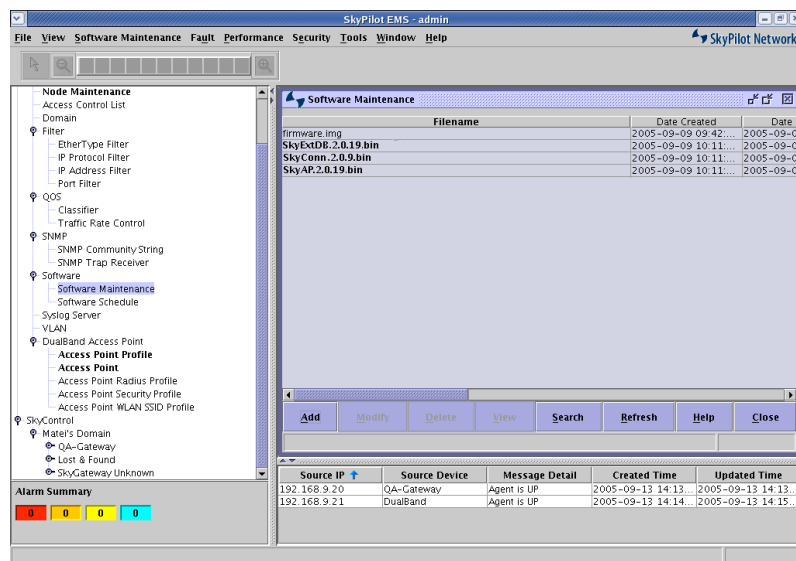 SkyPilot EMS - admin
File View Software Maintenance Fault Performance Security Tools Window Help
SkyPilot Network
Node Maintenance
Access Control List
Domain
Filter
EtherType Filter
IP Protocol Filter
IP Address Filter
Port Filter
QOS
Classifier
Traffic Rate Control
SNMP
SNMP Community String
SNMP Trap Receiver
Software
Software Maintenance
Software Schedule
Syslog Server
VLAN
DualBand Access Point
Access Point Profile
Access Point
Access Point Radius Profile
Access Point Security Profile
Access Point WLAN SSID Profile
SkyControl
Matei's Domain
QA-Gateway
Lost & Found
SkyGateway Unknown
Alarm Summary
0 0 0 0
Software Maintenance
Filename Date Created Date
firmware.img 2005-09-09 09:42:... 2005-09-0
SkyExtDB.2.0.19.bin 2005-09-09 10:11:... 2005-09-0
SkyConn.2.0.9.bin 2005-09-09 10:11:... 2005-09-0
SkyAP.2.0.19.bin 2005-09-09 10:11:... 2005-09-0
Add Modify Delete View Search Refresh Help Close
Source IP Source Device Message Detail Created Time Updated Time
192.168.9.20 QA-Gateway Agent is UP 2005-09-13 14:13... 2005-09-13 14:13...
192.168.9.21 DualBand Agent is UP 2005-09-13 14:14... 2005-09-13 14:15...